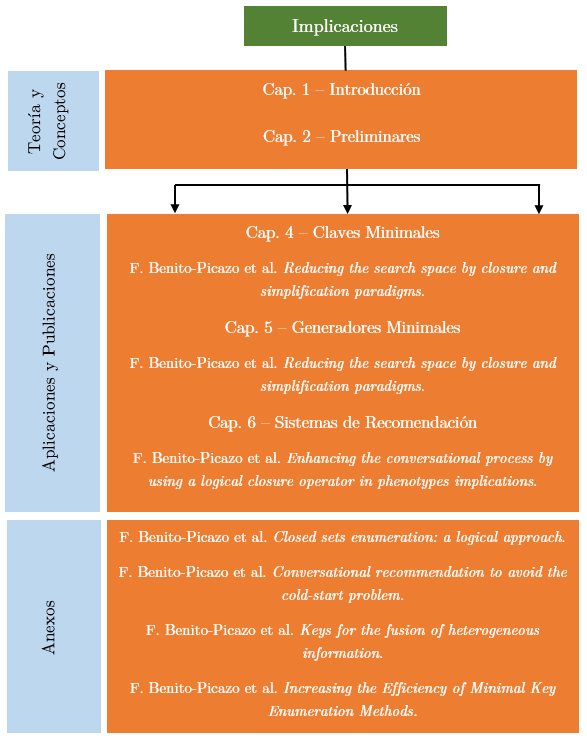 Implicaciones
Teoría y
Conceptos
Cap. 1 – Introducción
Cap. 2 – Preliminares
Aplicaciones y Publicaciones
Cap. 4 – Claves Minimales
F. Benito-Picazo et al. Reducing the search space by closure and
simplification paradigms.
Cap. 5 – Generadores Minimales
F. Benito-Picazo et al. Reducing the search space by closure and
simplification paradigms.
Cap. 6 – Sistemas de Recomendación
F. Benito-Picazo et al. Enhancing the conversational process by
using a logical closure operator in phenotypes implications.
Anexos
F. Benito-Picazo et al. Closed sets enumeration: a logical approach.
F. Benito-Picazo et al. Conversational recommendation to avoid the
cold-start problem.
F. Benito-Picazo et al. Keys for the fusion of heterogeneous
information.
F. Benito-Picazo et al. Increasing the Efficiency of Minimal Key
Enumeration Methods.